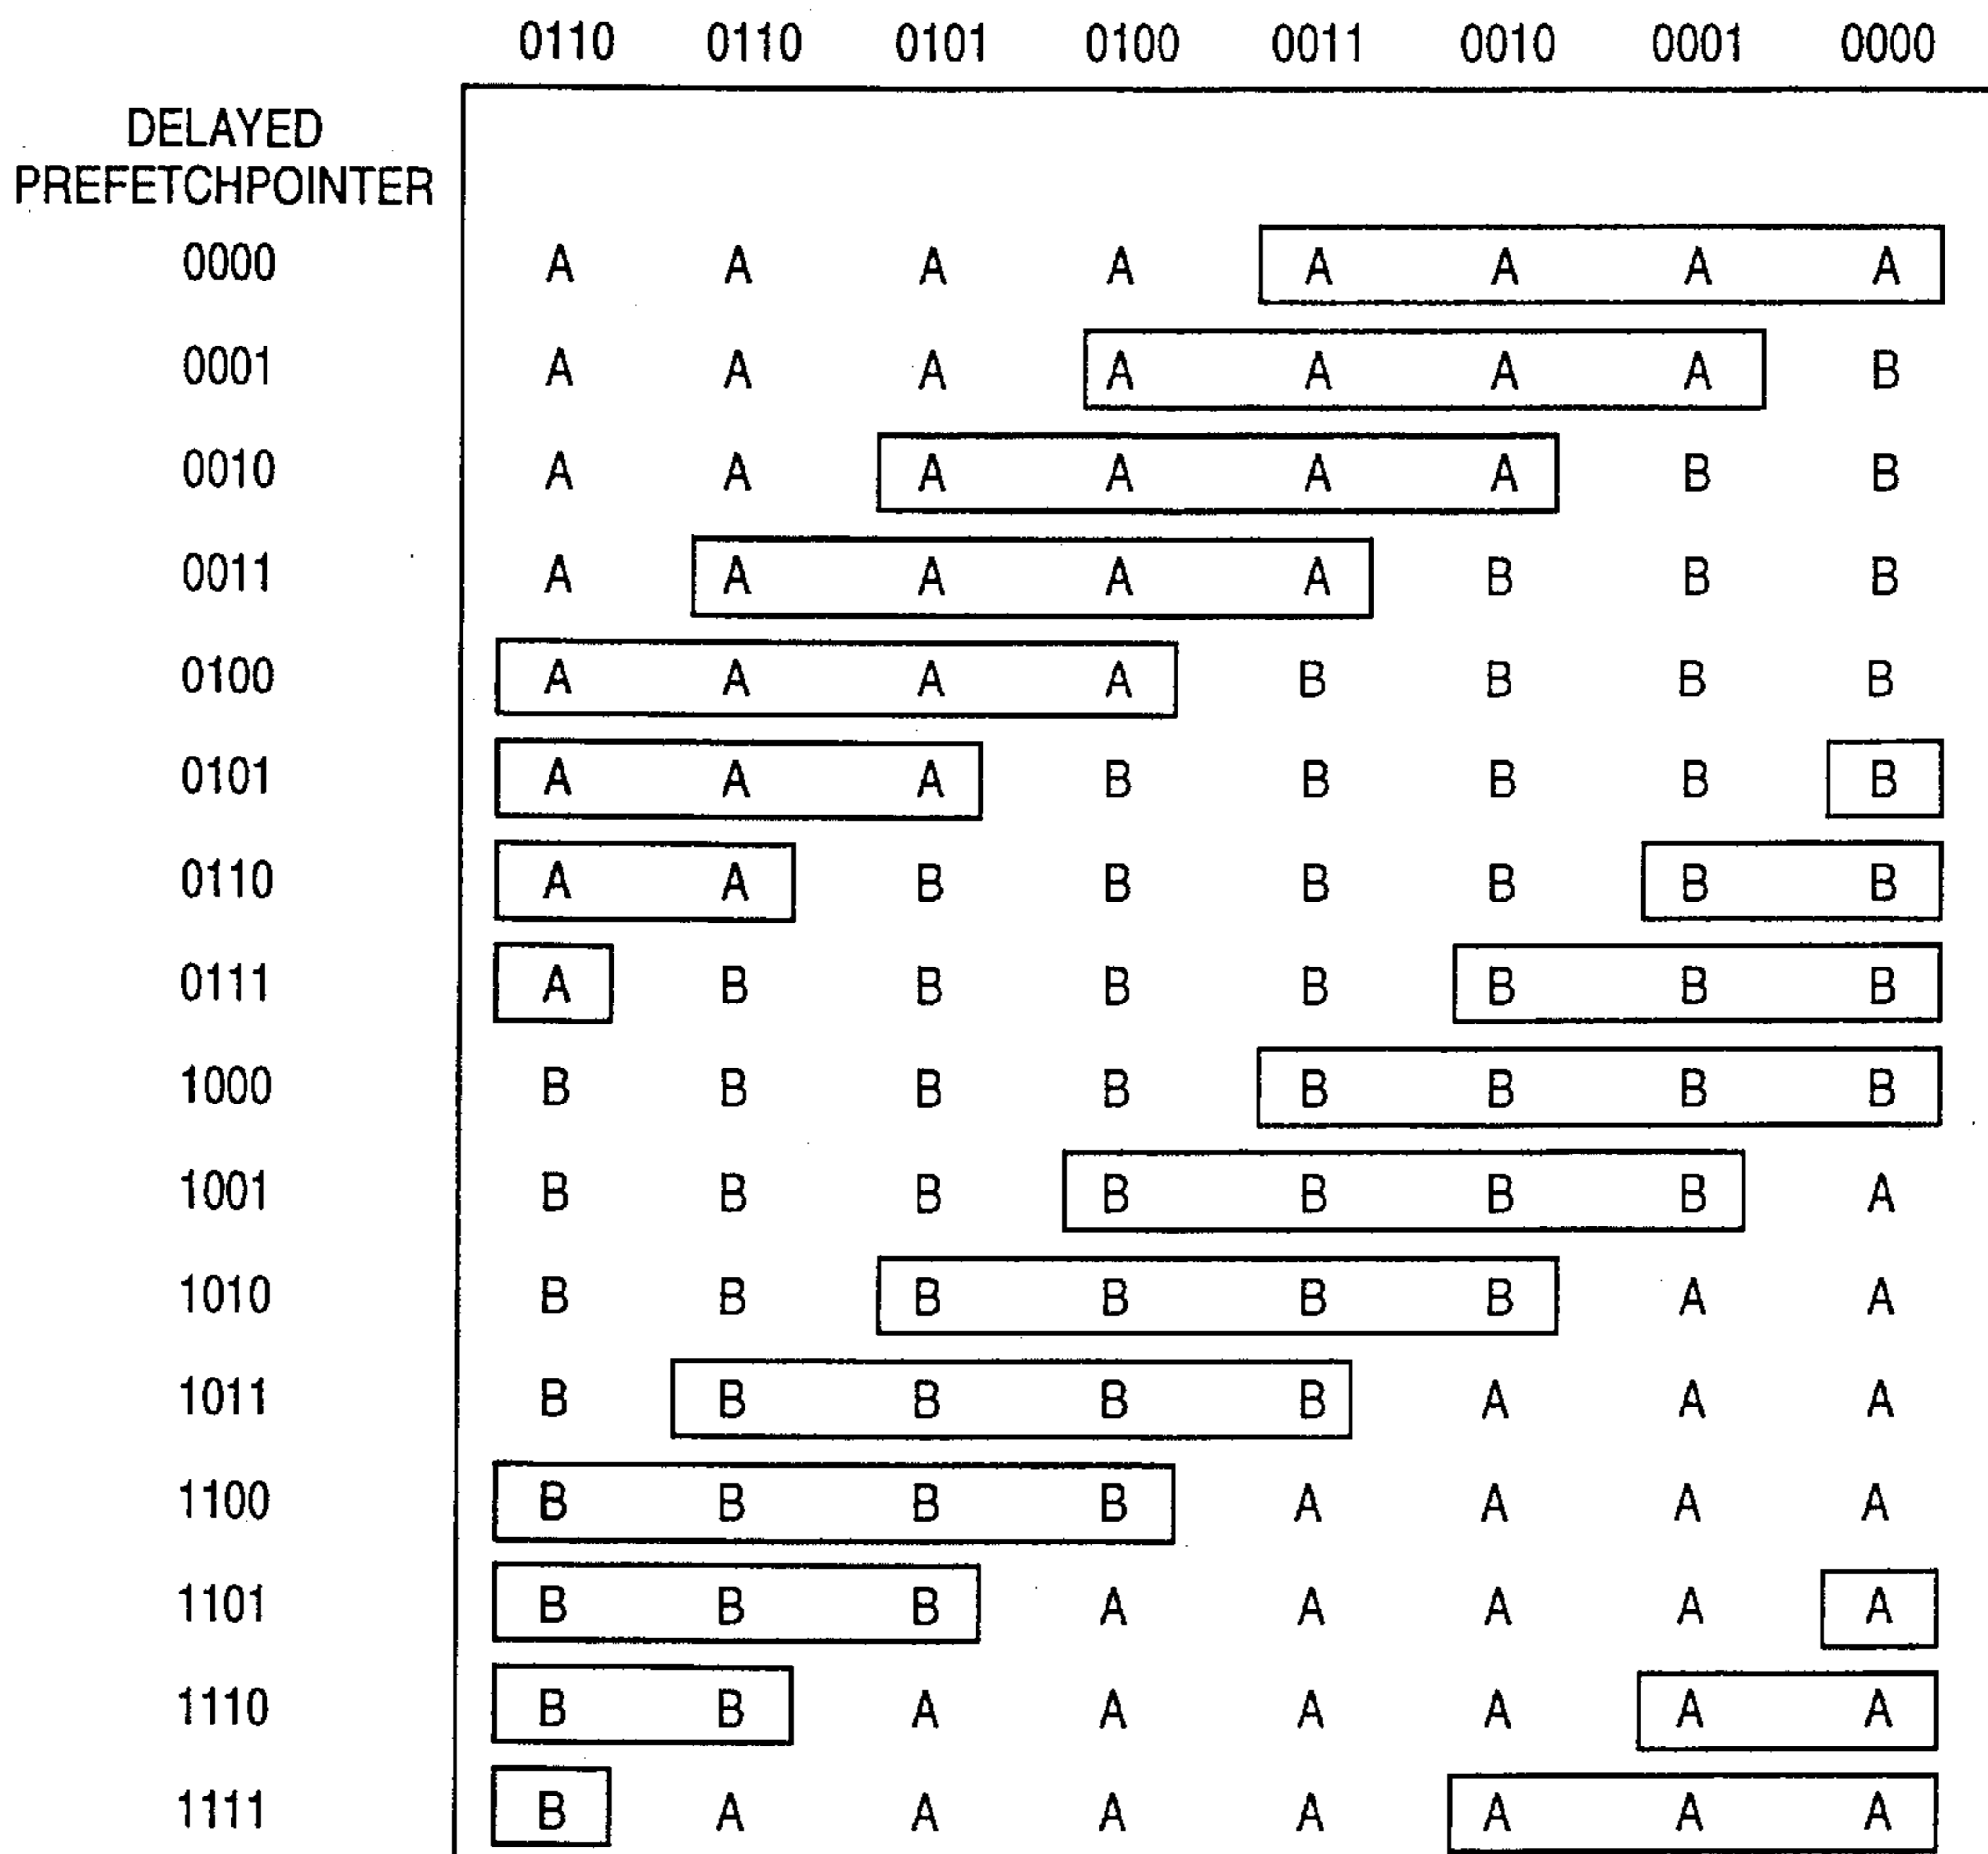 0110 0110 0101 0100 0011 0010 0001 0000
DELAYED
PREFETCHPOINTER
0000 A A A A A A A A
0001 A A A A A A A B
0010 A A A A A A B B
0011 A A A A A B B B
0100 A A A A B B B B
0101 A A A B B B B B
0110 A A B B B B B B
0111 A B B B B B B B
1000 B B B B B B B B
1001 B B B B B B B A
1010 B B B B B B A A
1011 B B B B B A A A
1100 B B B B A A A A
1101 B B B A A A A A
1110 B B A A A A A A
1111 B A A A A A A A